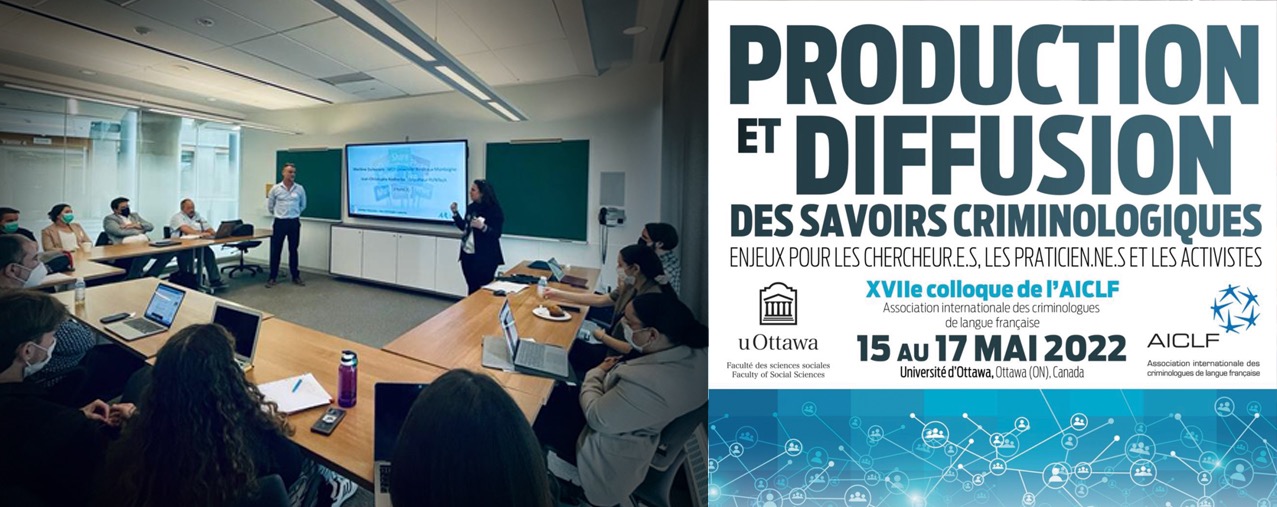 FRANCE
PRODUCTION
ET DIFFUSION
DES SAVOIRS CRIMINOLOGIQUES
ENJEUX POUR LES CHERCHEUR.E.S, LES PRATICIEN.NE.S ET LES ACTIVISTES
XVIIe colloque de l'AICLF
Association internationale des criminologues
de langue française
15 AU 17 MAI 2022
Université d'Ottawa, Ottawa (ON), Canada
uOttawa
Faculté des sciences sociales
Faculty of Social Sciences
AICLF
Association internationale des
criminologues de langue française